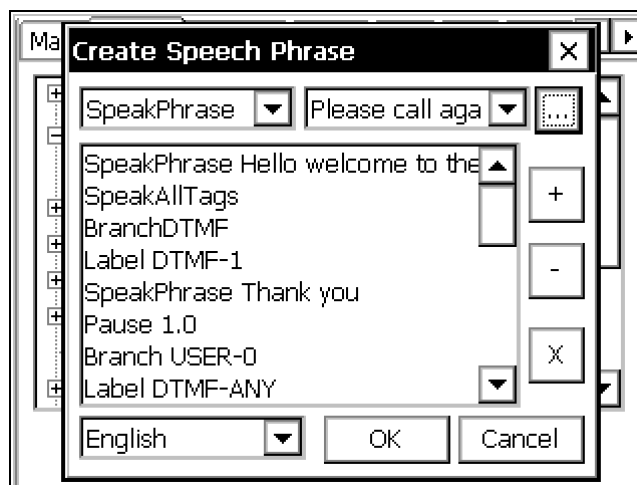 Ma
Create Speech Phrase
SpeakPhrase Please call aga ...
SpeakPhrase Hello welcome to the
SpeakAllTags
BranchDTMF
Label DTMF-1
SpeakPhrase Thank you
Pause 1.0
Branch USER-0
Label DTMF-ANY
+
-
X
English OK Cancel